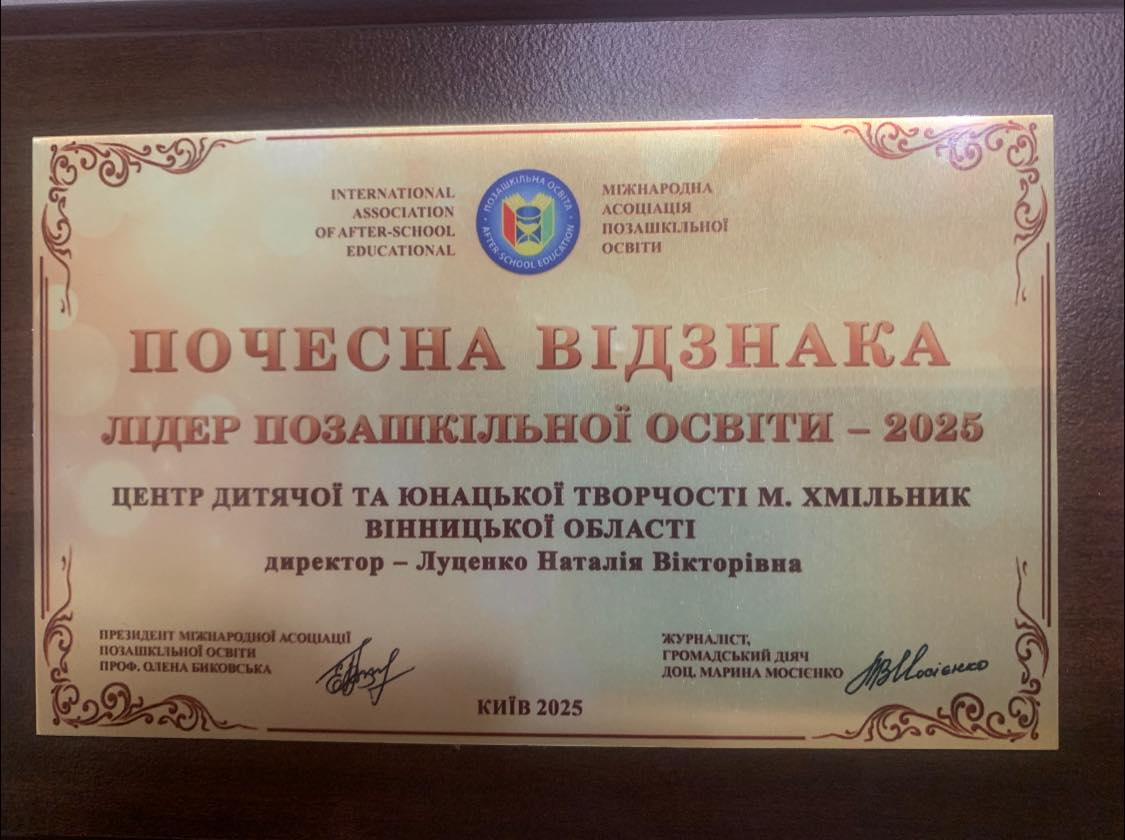 INTERNATIONAL
ASSOCIATION
OF AFTER-SCHOOL
EDUCATIONAL
ПОЗАШКІЛЬНА ОСВІТА
AFTER-SCHOOL EDUCATION
МІЖНАРОДНА
АСОЦІАЦІЯ
ПОЗАШКІЛЬНОЇ
ОСВІТИ
ПОЧЕСНА ВІДЗНАКА
ЛІДЕР ПОЗАШКІЛЬНОЇ ОСВІТИ – 2025
ЦЕНТР ДИТЯЧОЇ ТА ЮНАЦЬКОЇ ТВОРЧОСТІ М. ХМІЛЬНИК
ВІННИЦЬКОЇ ОБЛАСТІ
директор – Луценко Наталія Вікторівна
ПРЕЗИДЕНТ МІЖНАРОДНОЇ АСОЦІАЦІЇ
ПОЗАШКІЛЬНОЇ ОСВІТИ
ПРОФ. ОЛЕНА БИКОВСЬКА
ЖУРНАЛІСТ,
ГРОМАДСЬКИЙ ДІЯЧ
ДОЦ. МАРИНА МОСІЄНКО
КИЇВ 2025